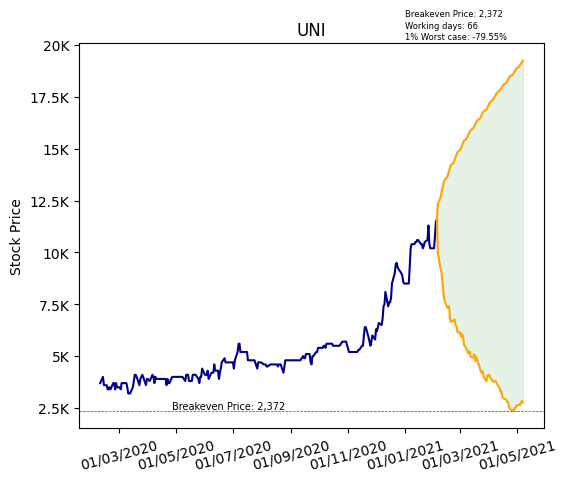 Breakeven Price: 2,372
Working days: 66
1% Worst case: -79.55%
UNI
20K
17.5K
15K
12.5K
10K
7.5K
5K
2.5K
Stock Price
Breakeven Price: 2,372
01/03/2020
01/05/2020
01/07/2020
01/09/2020
01/11/2020
01/01/2021
01/03/2021
01/05/2021